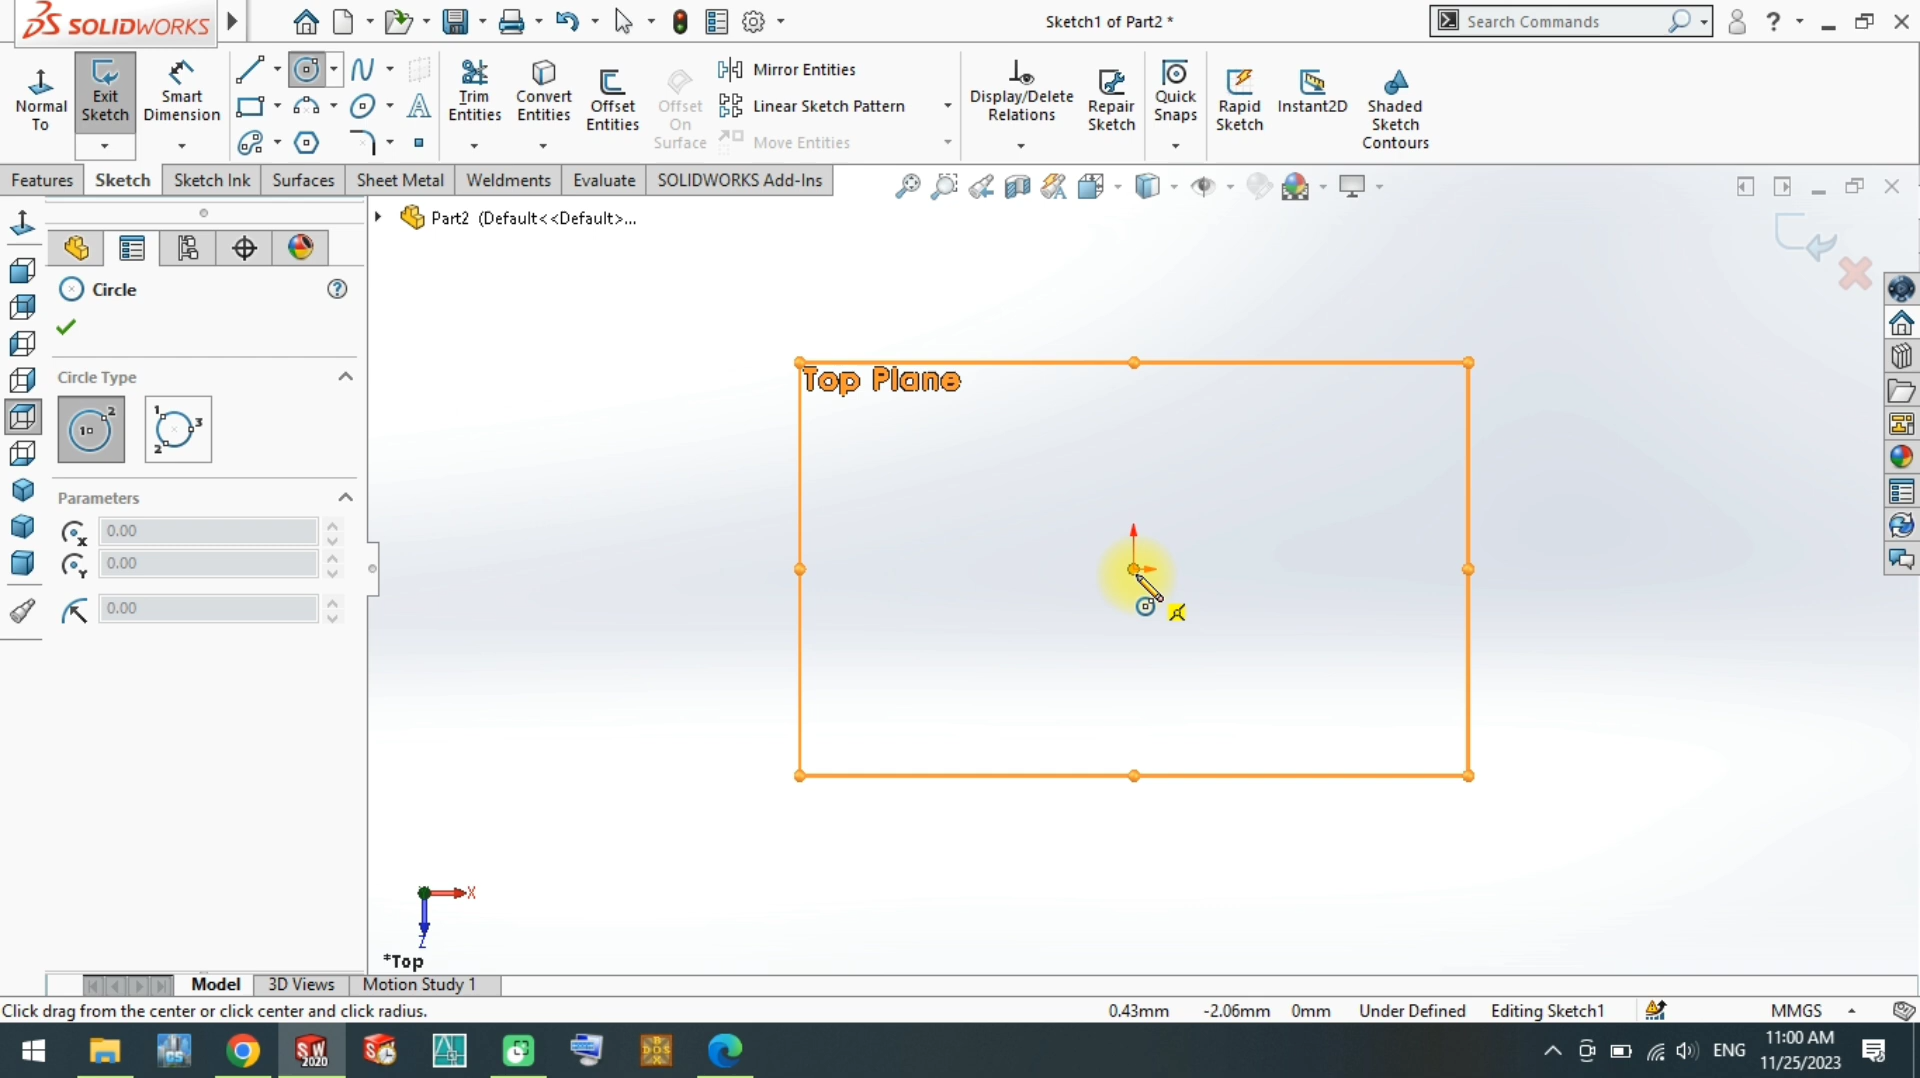 SOLIDWORKS
Sketch1 of Part2 *
Search Commands
Normal To
Exit Sketch
Smart Dimension
Trim Entities
Convert Entities
Offset Entities
Offset On Surface
Mirror Entities
Linear Sketch Pattern
Move Entities
Display/Delete Relations
Repair Sketch
Quick Snaps
Rapid Sketch
Instant2D
Shaded Sketch Contours
Features
Sketch
Sketch Ink
Surfaces
Sheet Metal
Weldments
Evaluate
SOLIDWORKS Add-Ins
Part2 (Default<<Default>...
Circle
Circle Type
Parameters
0.00
0.00
0.00
Top Plane
X
Z
*Top
Model
3D Views
Motion Study 1
Click drag from the center or click center and click radius.
0.43mm
-2.06mm
0mm
Under Defined
Editing Sketch1
MMGS
SW 2020
DOS
ENG
11:00 AM
11/25/2023